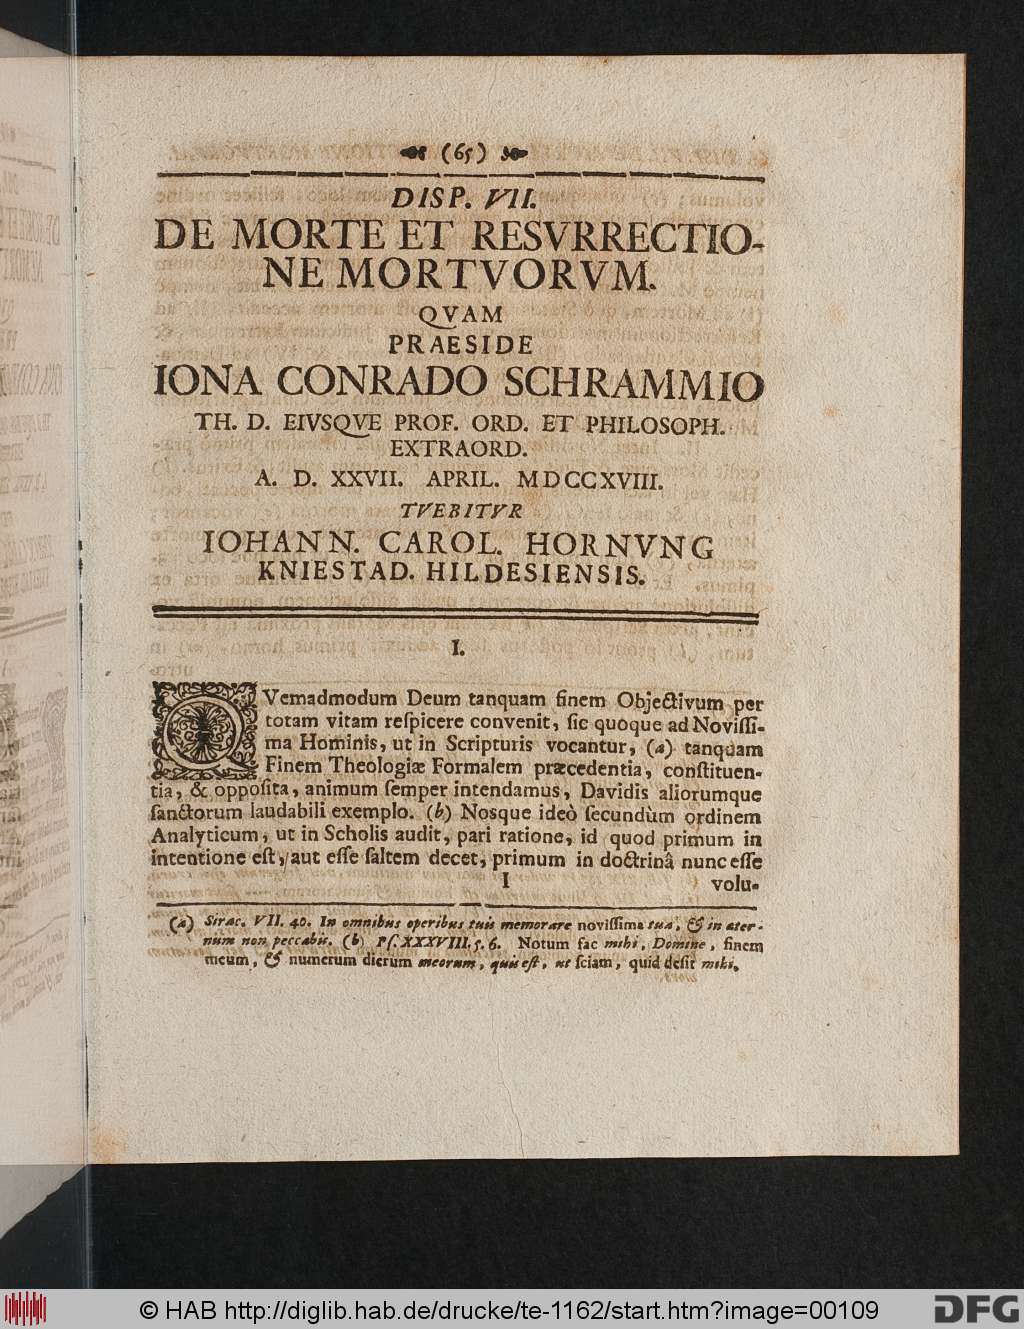 (65)
DISP. VII.
DE MORTE ET RESVRRECTIO-
NE MORTVORVM.
QVAM
PRAESIDE
IONA CONRADO SCHRAMMIO
TH. D. EIVSQVE PROF. ORD. ET PHILOSOPH.
EXTRAORD.
A. D. XXVII. APRIL. MDCCXVIII.
TVEBITVR
IOHANN. CAROL. HORNVNG
KNIESTAD. HILDESIENSIS.
I.
QVemadmodum Deum tanquam finem Objectivum per
totam vitam reſpicere convenit, ſic quoque ad Noviſſi-
ma Hominis, ut in Scripturis vocantur, (a) tanquam
Finem Theologiæ Formalem præcedentia, conſtituen-
tia, & oppoſita, animum ſemper intendamus, Davidis aliorumque
ſanctorum laudabili exemplo. (b) Nosque ideò ſecundùm ordinem
Analyticum, ut in Scholis audit, pari ratione, id quod primum in
intentione eſt, aut eſſe ſaltem decet, primum in doctrinâ nunc eſſe
I volu-
(a) Sirac. VII. 40. In omnibus operibus tuis memorare noviſſima tua, & in æter-
num non peccabis. (b) Pſ. XXXVIII. 5. 6. Notum fac mihi, Domine, finem
meum, & numerum dierum meorum, quis eſt, ut ſciam, quid deſit mihi.
© HAB http://diglib.hab.de/drucke/te-1162/start.htm?image=00109
DFG